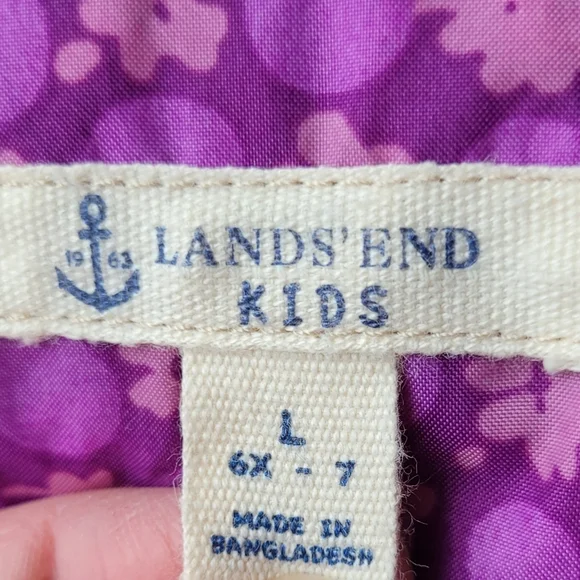 19 63
LANDS' END
KIDS
L
6X - 7
MADE IN
BANGLADESH